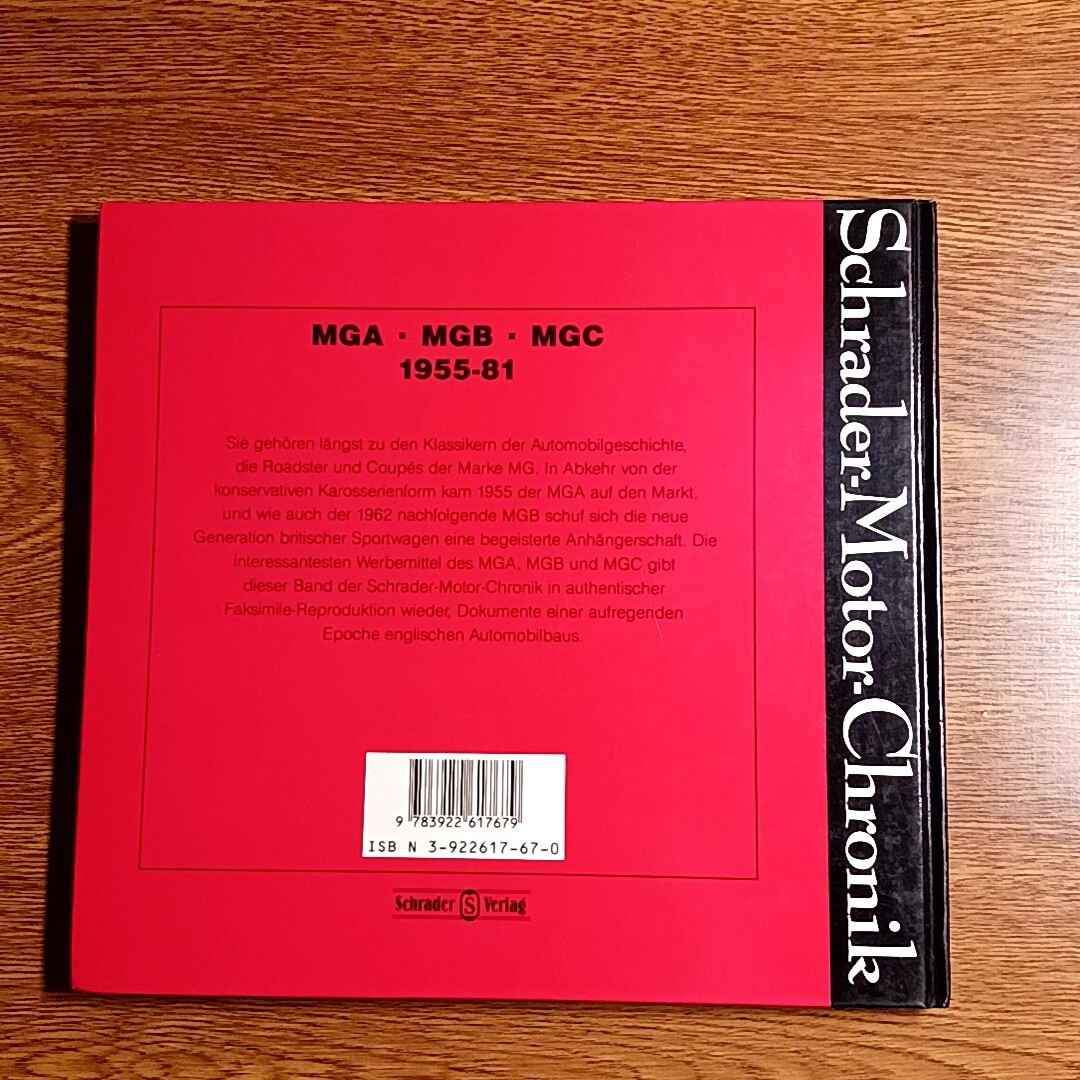 MGA · MGB · MGC
1955-81
Sie gehören längst zu den Klassikern der Automobilgeschichte,
die Roadster und Coupés der Marke MG. In Abkehr von der
konservativen Karosserienform kam 1955 der MGA auf den Markt,
und wie auch der 1962 nachfolgende MGB schuf sich die neue
Generation britischer Sportwagen eine begeisterte Anhängerschaft. Die
interessantesten Werbemittel des MGA, MGB und MGC gibt
dieser Band der Schrader-Motor-Chronik in authentischer
Faksimile-Reproduktion wieder, Dokumente einer aufregenden
Epoche englischen Automobilbaus.
9 783922 617679
ISB N 3-922617-67-0
Schrader S Verlag
Schrader-Motor-Chronik